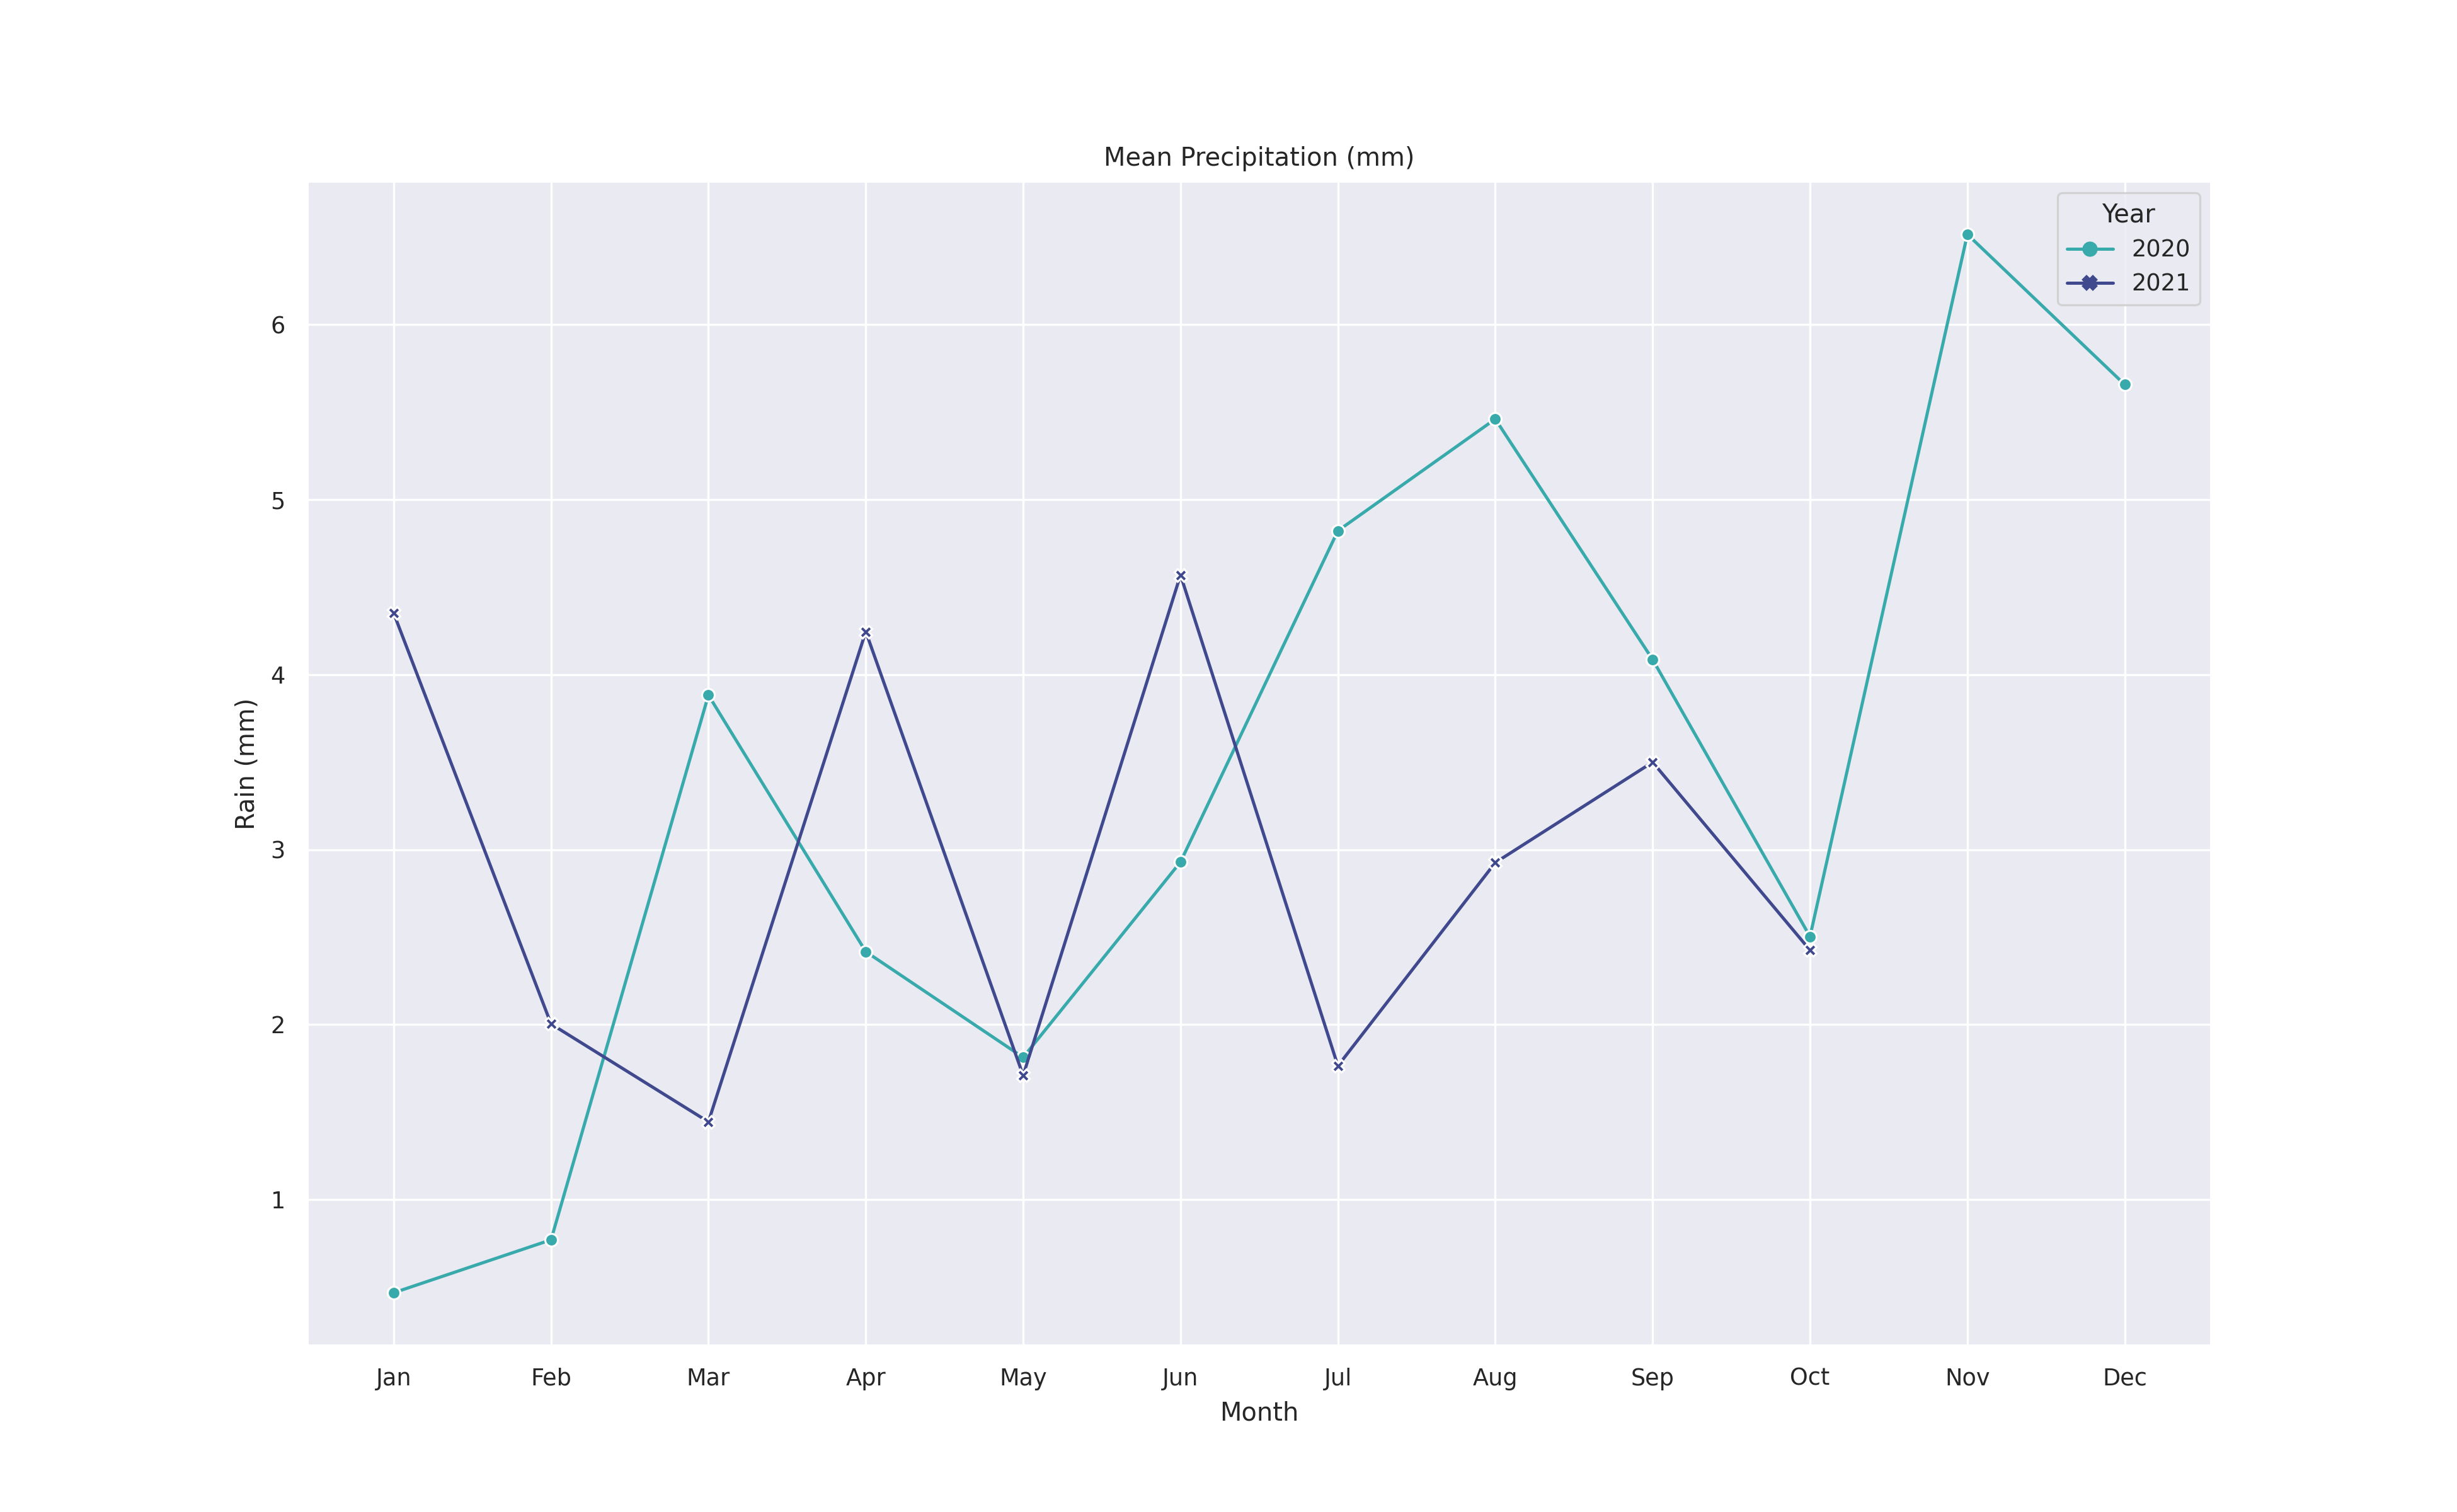 Mean Precipitation (mm)
Year
2020
2021
6
5
4
3
2
1
Rain (mm)
Jan Feb Mar Apr May Jun Jul Aug Sep Oct Nov Dec
Month